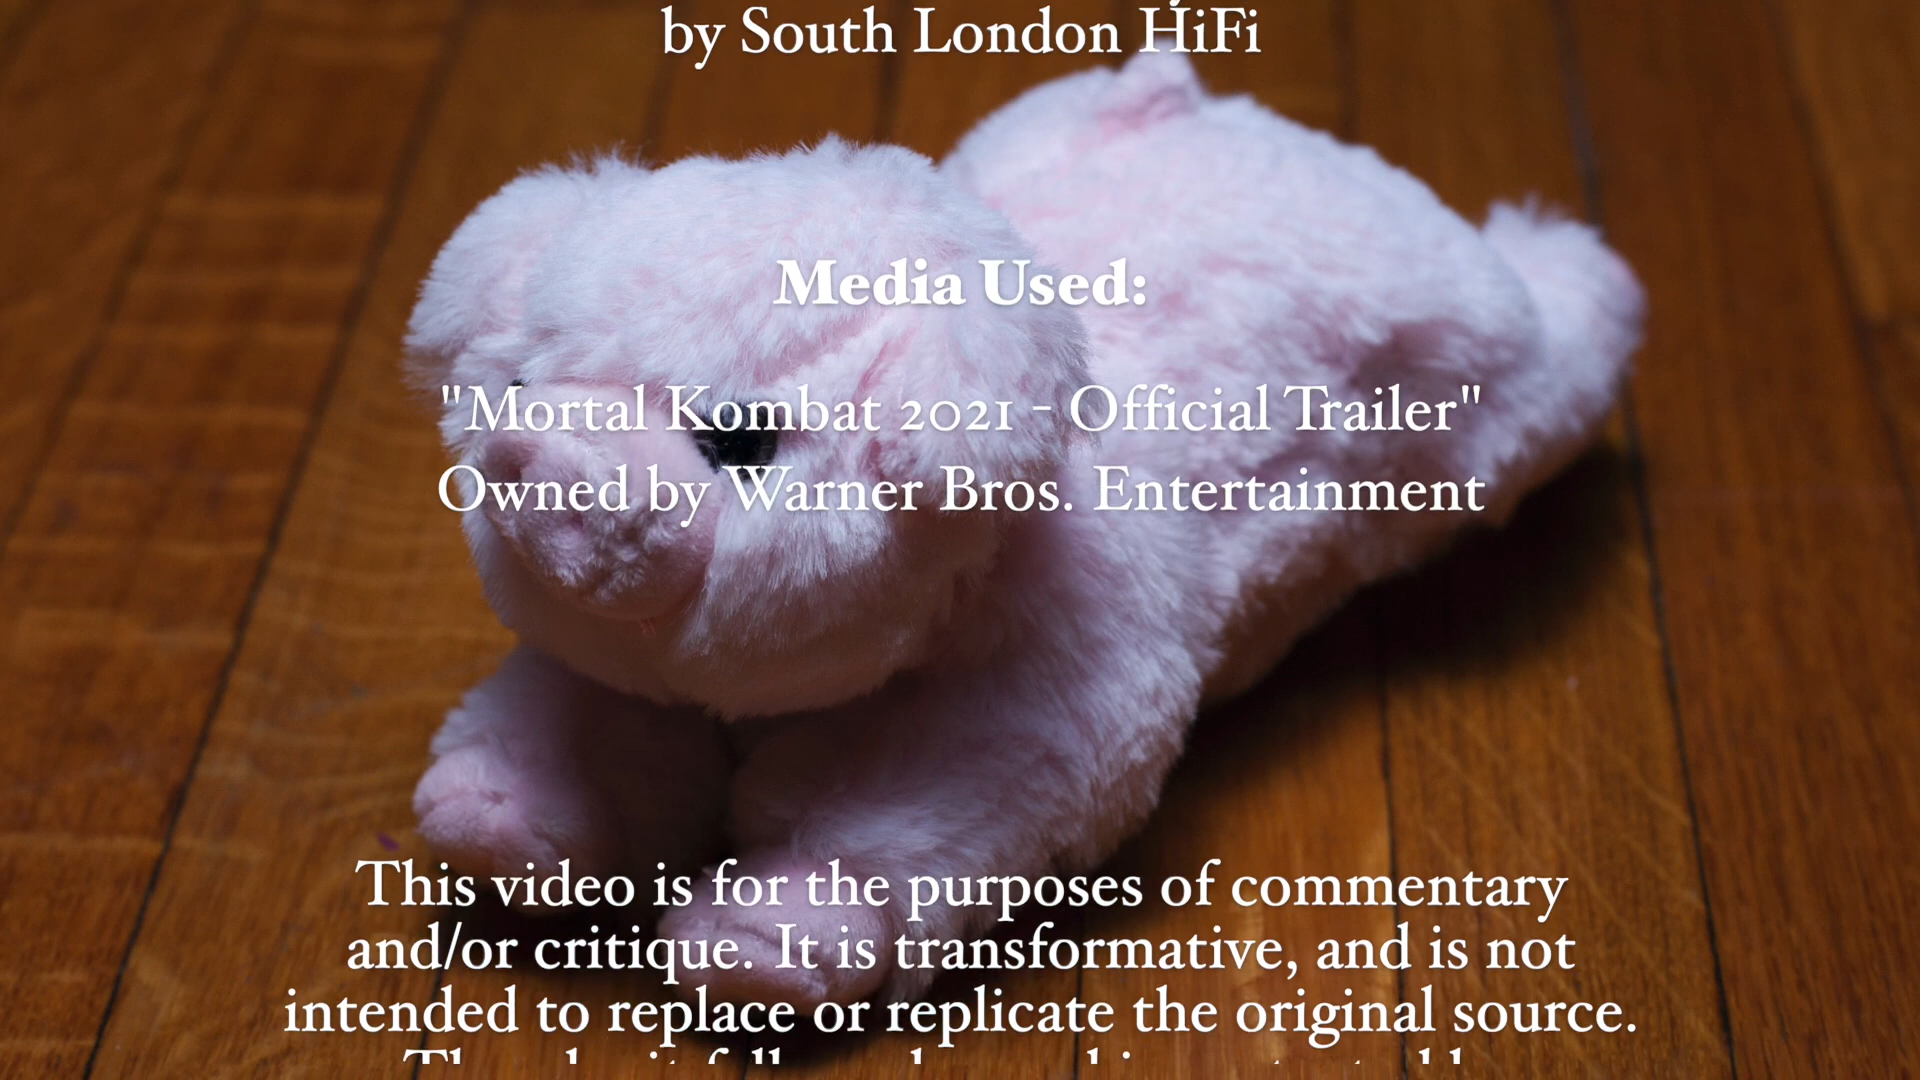 by South London HiFi
Media Used:
"Mortal Kombat 2021 - Official Trailer"
Owned by Warner Bros. Entertainment
This video is for the purposes of commentary
and/or critique. It is transformative, and is not
intended to replace or replicate the original source.